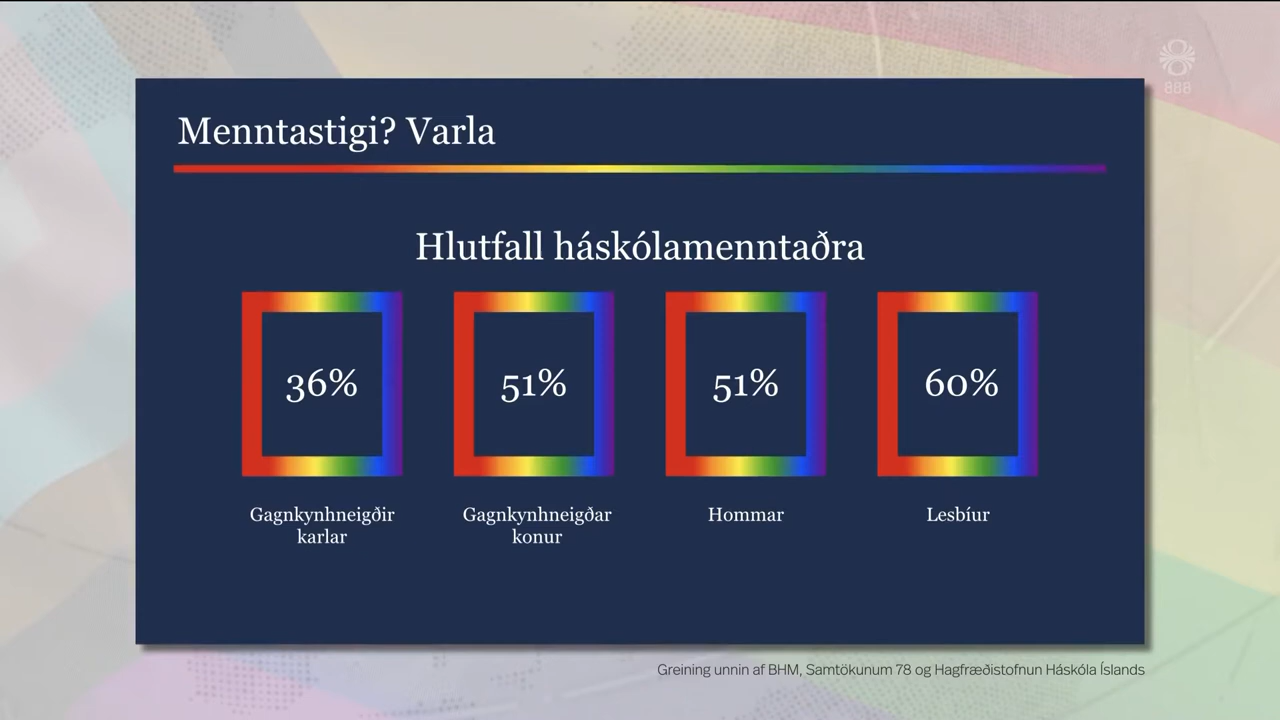 888
Menntastigi? Varla
Hlutfall háskólamenntaðra
36% 51% 51% 60%
Gagnkynhneigðir karlar
Gagnkynhneigðar konur
Hommar
Lesbíur
Greining unnin af BHM, Samtökunum 78 og Hagfræðistofnun Háskóla Íslands